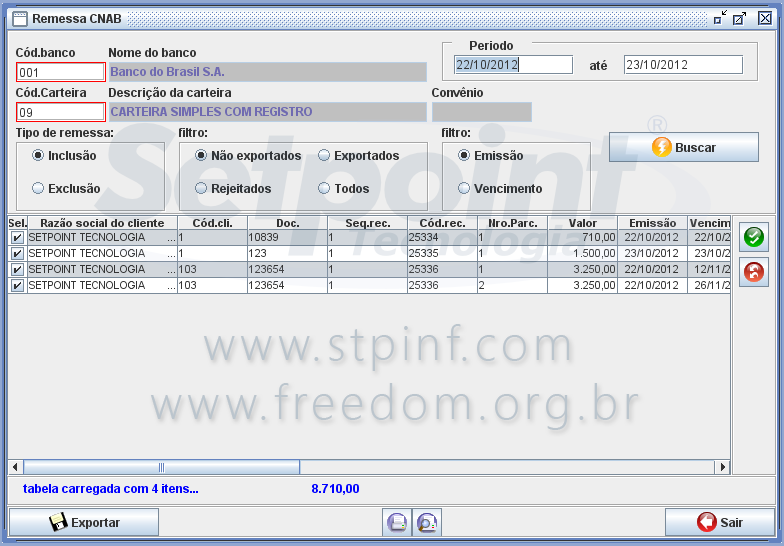 Remessa CNAB
Cód.banco Nome do banco Periodo
001 Banco do Brasil S.A. 22/10/2012 até 23/10/2012
Cód.Carteira Descrição da carteira Convênio
09 CARTEIRA SIMPLES COM REGISTRO
Tipo de remessa: filtro: filtro:
Inclusão Não exportados Exportados Emissão Buscar
Exclusão Rejeitados Todos Vencimento
Setpoint®
Tecnologia
Sel. Razão social do cliente Cód.cli. Doc. Seq.rec. Cód.rec. Nro.Parc. Valor Emissão Vencim
SETPOINT TECNOLOGIA ... 1 10839 1 25334 1 710,00 22/10/2012 22/10/2
SETPOINT TECNOLOGIA ... 1 123 1 25335 1 1.500,00 23/10/2012 23/10/2
SETPOINT TECNOLOGIA ... 103 123654 1 25336 1 3.250,00 22/10/2012 12/11/2
SETPOINT TECNOLOGIA ... 103 123654 1 25336 2 3.250,00 22/10/2012 26/11/2
www.stpinf.com
www.freedom.org.br
tabela carregada com 4 itens... 8.710,00
Exportar Sair